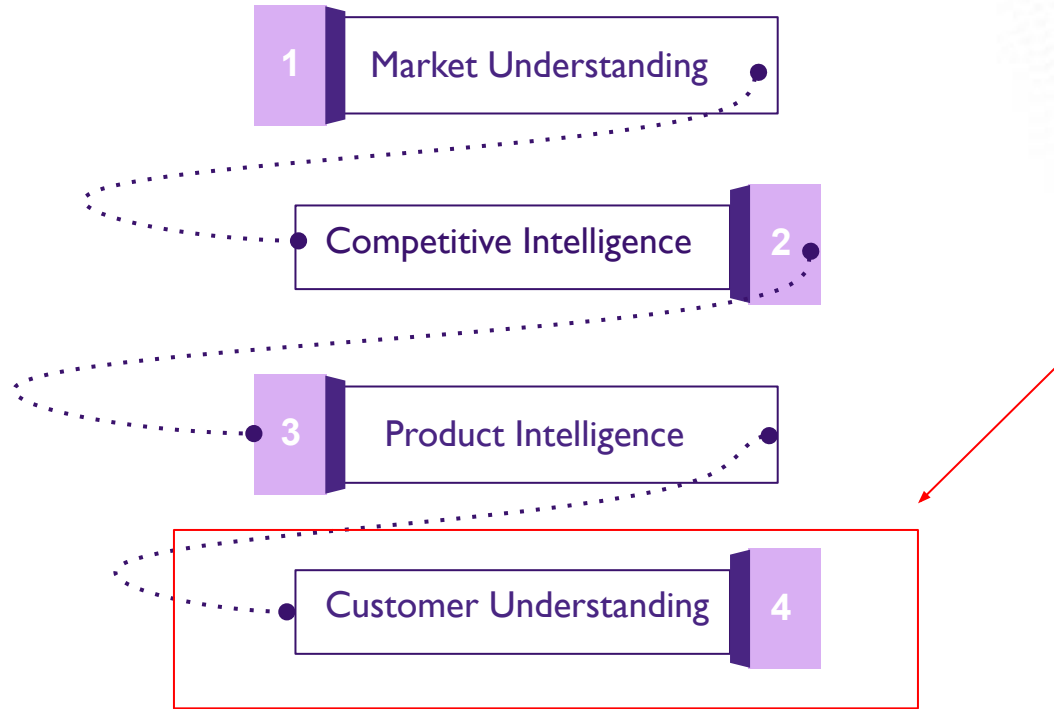 1 Market Understanding
Competitive Intelligence 2
3 Product Intelligence
Customer Understanding 4